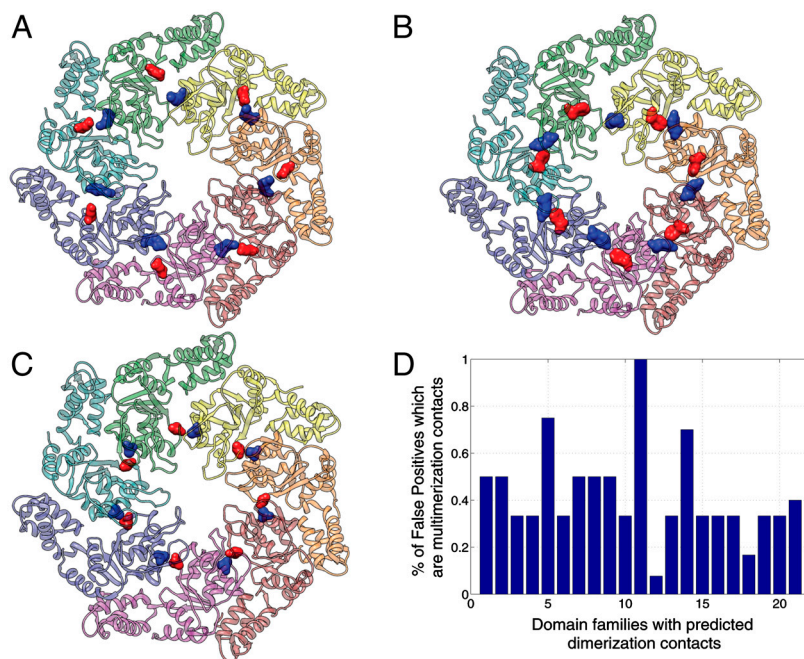 A
B
C
D
% of False Positives which
are multimerization contacts
1
0.8
0.6
0.4
0.2
0
0
5
10
15
20
Domain families with predicted
dimerization contacts